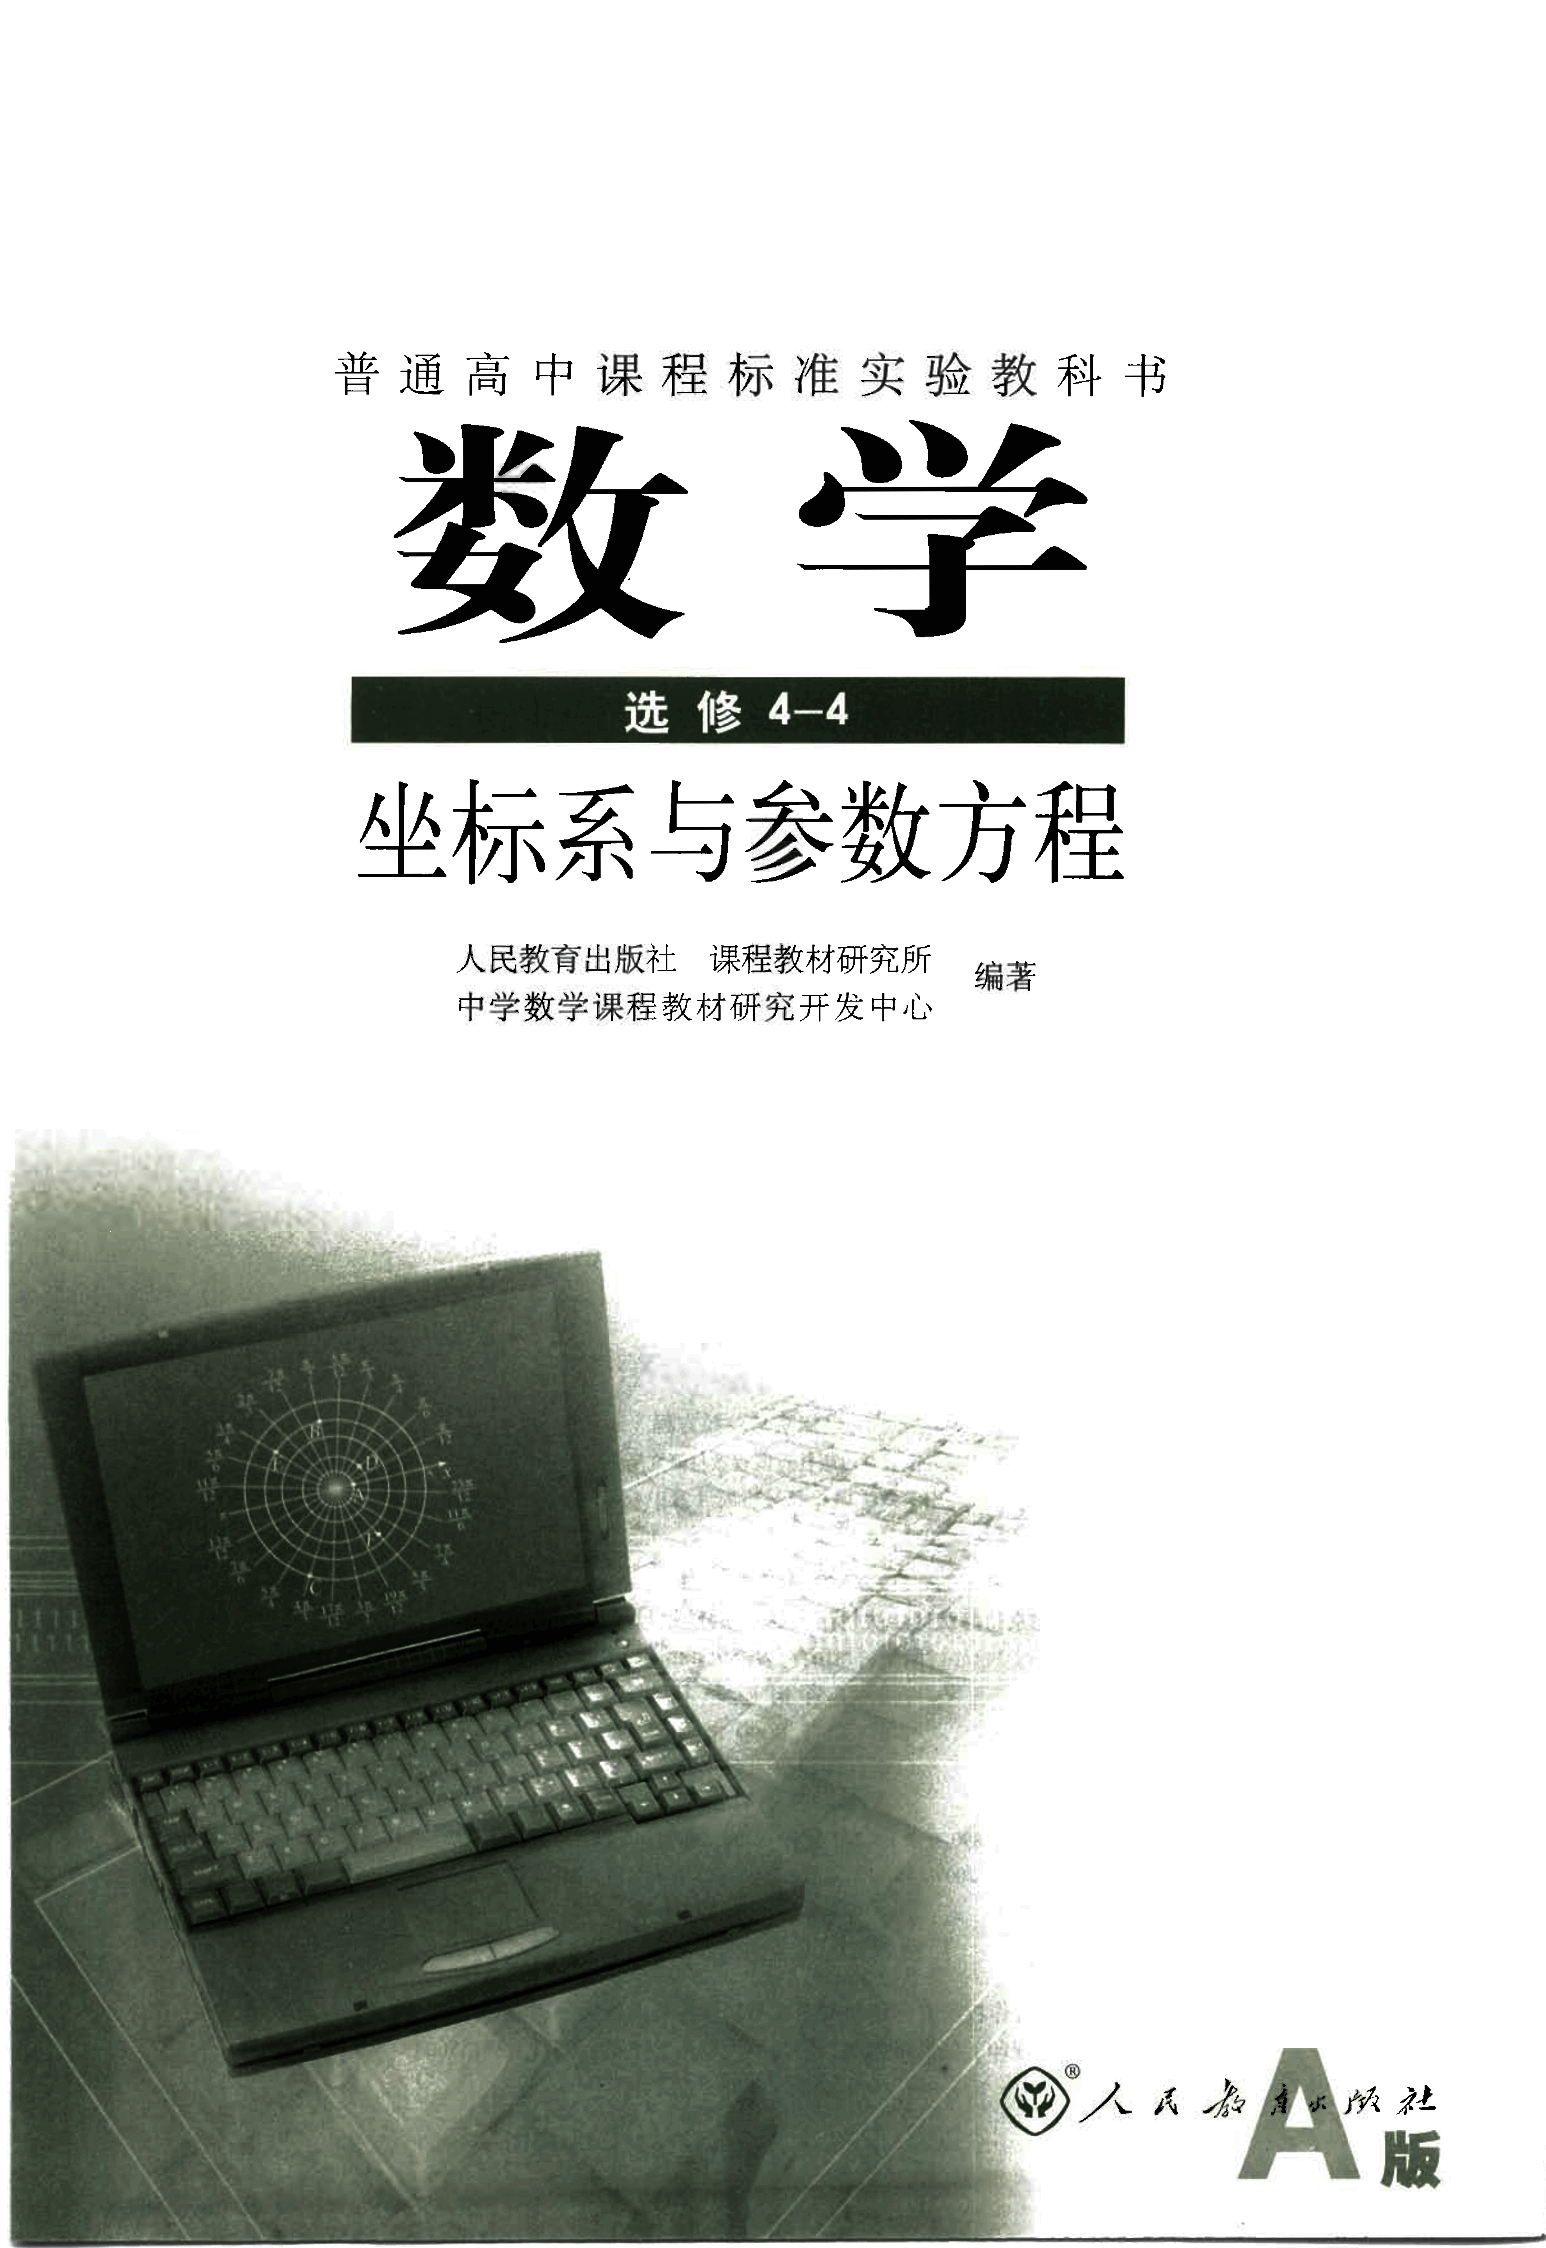 普通高中课程标准实验教科书
数学
选修 4-4
坐标系与参数方程
人民教育出版社 课程教材研究所
中学数学课程教材研究开发中心
编著
B
D
A
C
®人民教育出版社
A
版